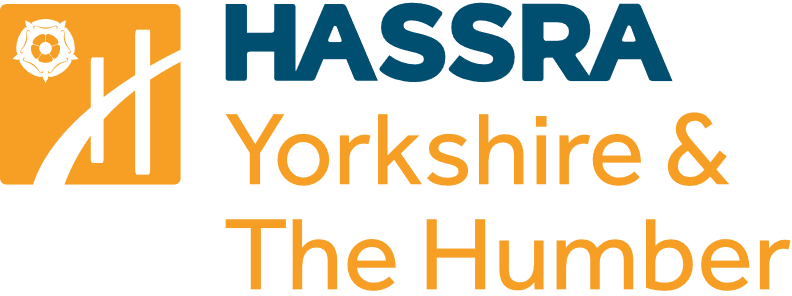 HASSRA
Yorkshire &
The Humber